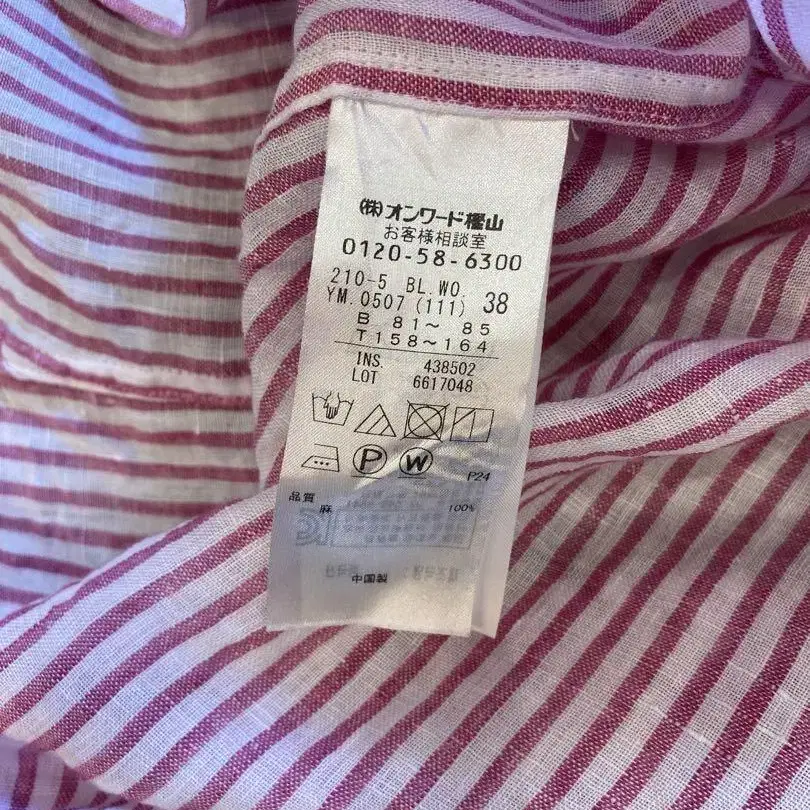 (株)オンワード樫山
お客様相談室
0120-58-6300
210-5 BL.WO.
YM.0507 (111) 38
B 81~ 85
T158~164
INS. 438502
LOT 6617048
P W
P24
品質
麻 100%
中国製